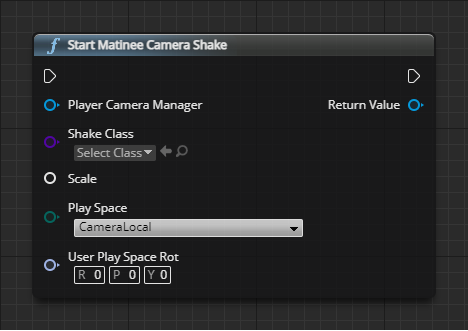 f Start Matinee Camera Shake
Player Camera Manager Return Value
Shake Class
Select Class
Scale
Play Space
CameraLocal
User Play Space Rot
R 0 P 0 Y 0